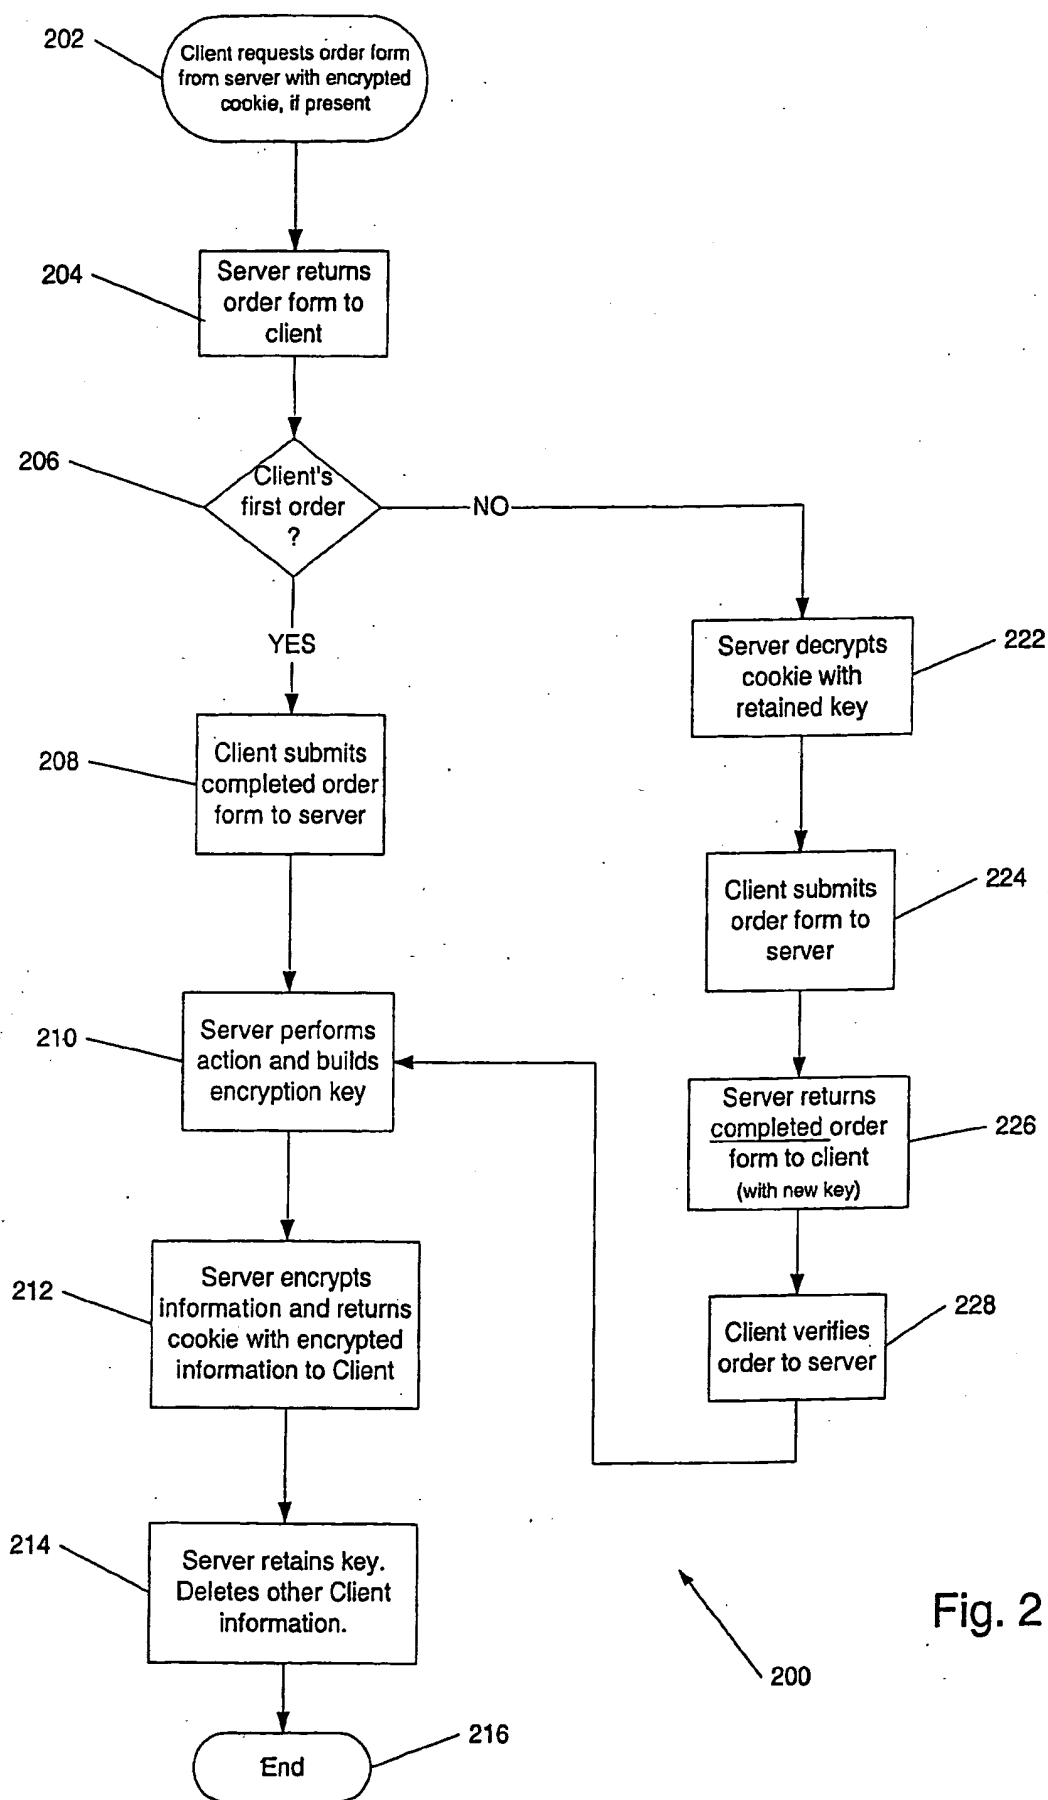 202
Client requests order form
from server with encrypted
cookie, if present
204
Server returns
order form to
client
206
Client's
first order
?
NO
YES
222
Server decrypts
cookie with
retained key
208
Client submits
completed order
form to server
224
Client submits
order form to
server
210
Server performs
action and builds
encryption key
226
Server returns
completed order
form to client
(with new key)
212
Server encrypts
information and returns
cookie with encrypted
information to Client
228
Client verifies
order to server
214
Server retains key.
Deletes other Client
information.
200
Fig. 2
216
End